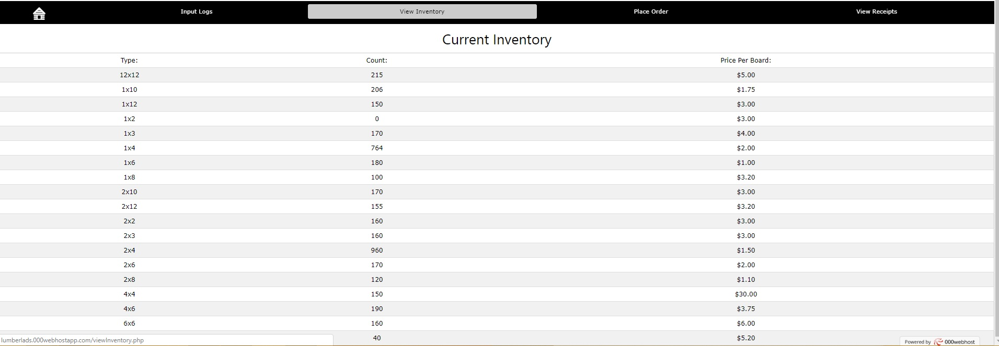 Input Logs View Inventory Place Order View Receipts
Current Inventory
Type: Count: Price Per Board:
12x12 215 $5.00
1x10 206 $1.75
1x12 150 $3.00
1x2 0 $3.00
1x3 170 $4.00
1x4 764 $2.00
1x6 180 $1.00
1x8 100 $3.20
2x10 170 $3.00
2x12 155 $3.20
2x2 160 $3.00
2x3 160 $3.00
2x4 960 $1.50
2x6 170 $2.00
2x8 120 $1.10
4x4 150 $30.00
4x6 190 $3.75
6x6 160 $6.00
40 $5.20
lumberlads.000webhostapp.com/viewInventory.php
Powered by 000webhost